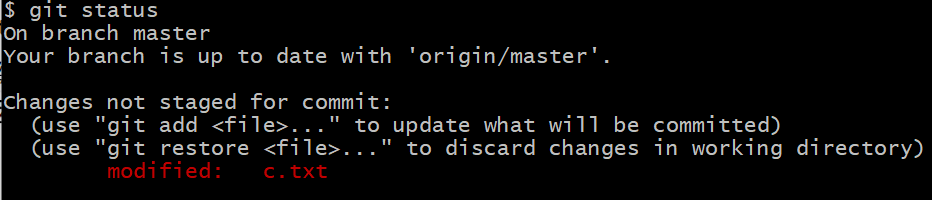 $ git status
On branch master
Your branch is up to date with 'origin/master'.
Changes not staged for commit:
(use "git add <file>..." to update what will be committed)
(use "git restore <file>..." to discard changes in working directory)
modified: c.txt